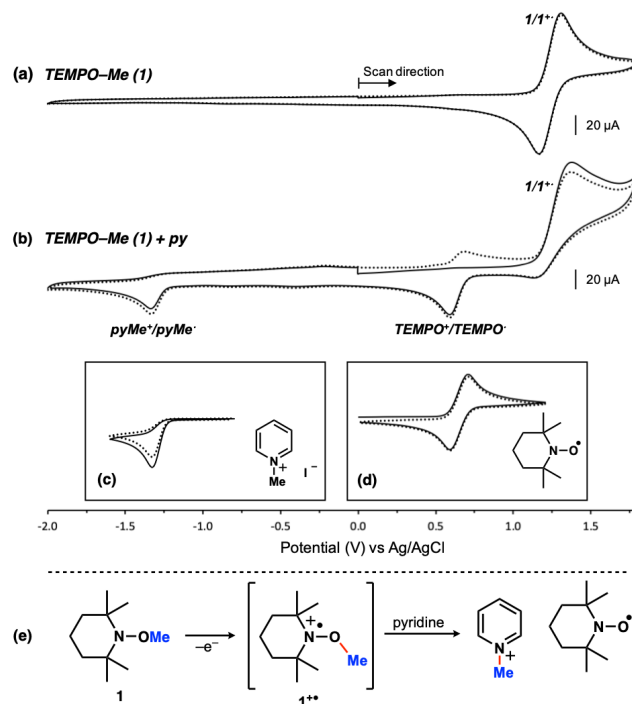 1/1+·
(a) TEMPO–Me (1)
Scan direction
20 µA
1/1+·
(b) TEMPO–Me (1) + py
20 µA
pyMe+/pyMe·
TEMPO+/TEMPO·
(c)
N
+
Me
I –
(d)
N–O•
-2.0 -1.5 -1.0 -0.5 0.0 0.5 1.0 1.5
Potential (V) vs Ag/AgCl
(e)
N–OMe
1
–e–
+•
N–O
Me
1+•
pyridine
N
+
Me
N–O•